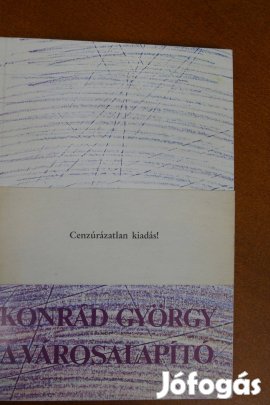 Cenzúrázatlan kiadás!
KONRÁD GYÖRGY
A VÁROSALAPÍTÓ
Jófogás